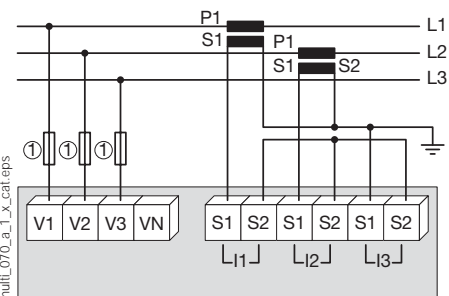 P1 L1
S1 P1 L2
S1 S2 L3
① ① ①
V1 V2 V3 VN S1 S2 S1 S2 S1 S2
I1 I2 I3
multi_070_a_1_x_cat.eps